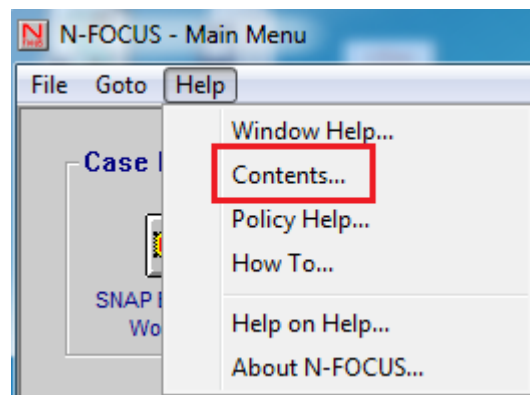 N-FOCUS - Main Menu
File Goto Help
Window Help...
Case
Contents...
Policy Help...
How To...
SNAP
Wo
Help on Help...
About N-FOCUS...